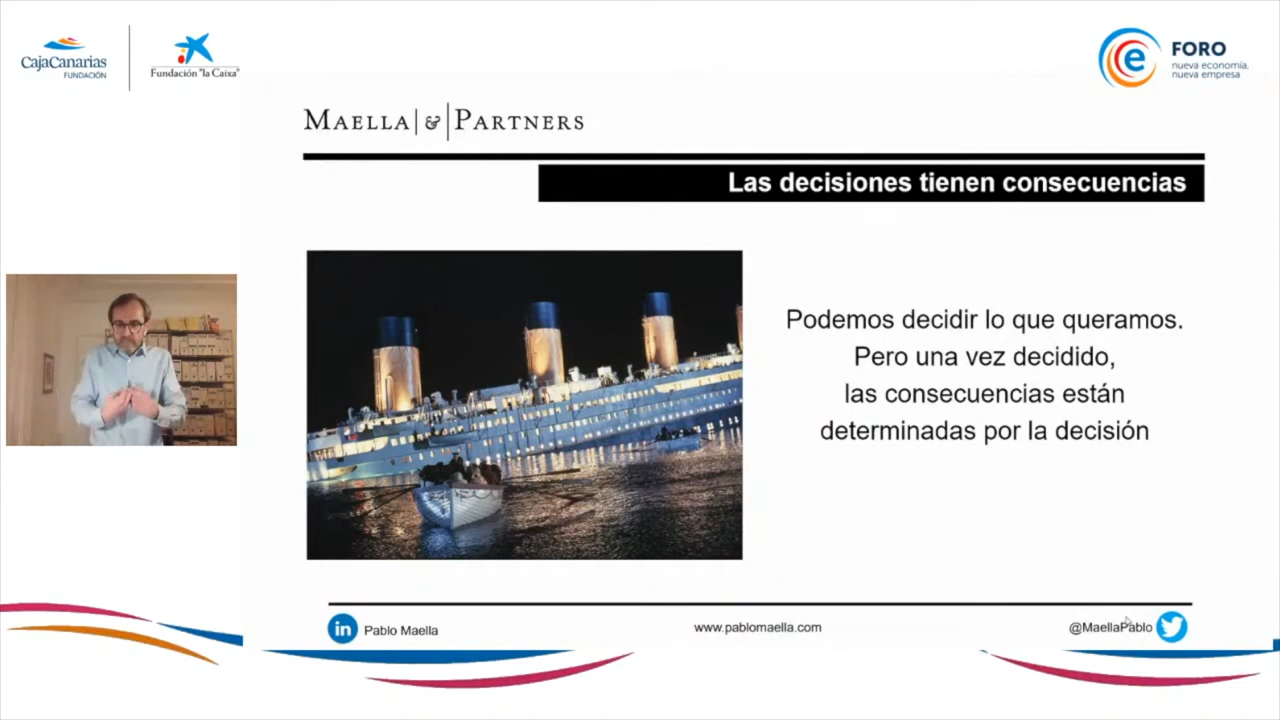 CajaCanarias
FUNDACIÓN
Fundación "la Caixa"
e
FORO
nueva economía,
nueva empresa
MAELLA & PARTNERS
Las decisiones tienen consecuencias
Podemos decidir lo que queramos.
Pero una vez decidido,
las consecuencias están
determinadas por la decisión
in
Pablo Maella
www.pablomaella.com
@MaellaPablo